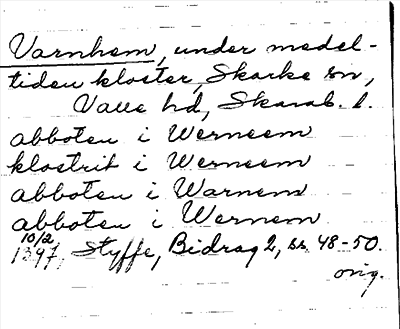 Varnhem, under medel-
tiden kloster, Skarke sn,
Valle hd, Skarab. l.
abboten i Werneem
klostrit i Werneem
abboten i Warnem
abboten i Wernem
10/2
1397, Styffe, Bidrag 2, ss 48-50.
orig.